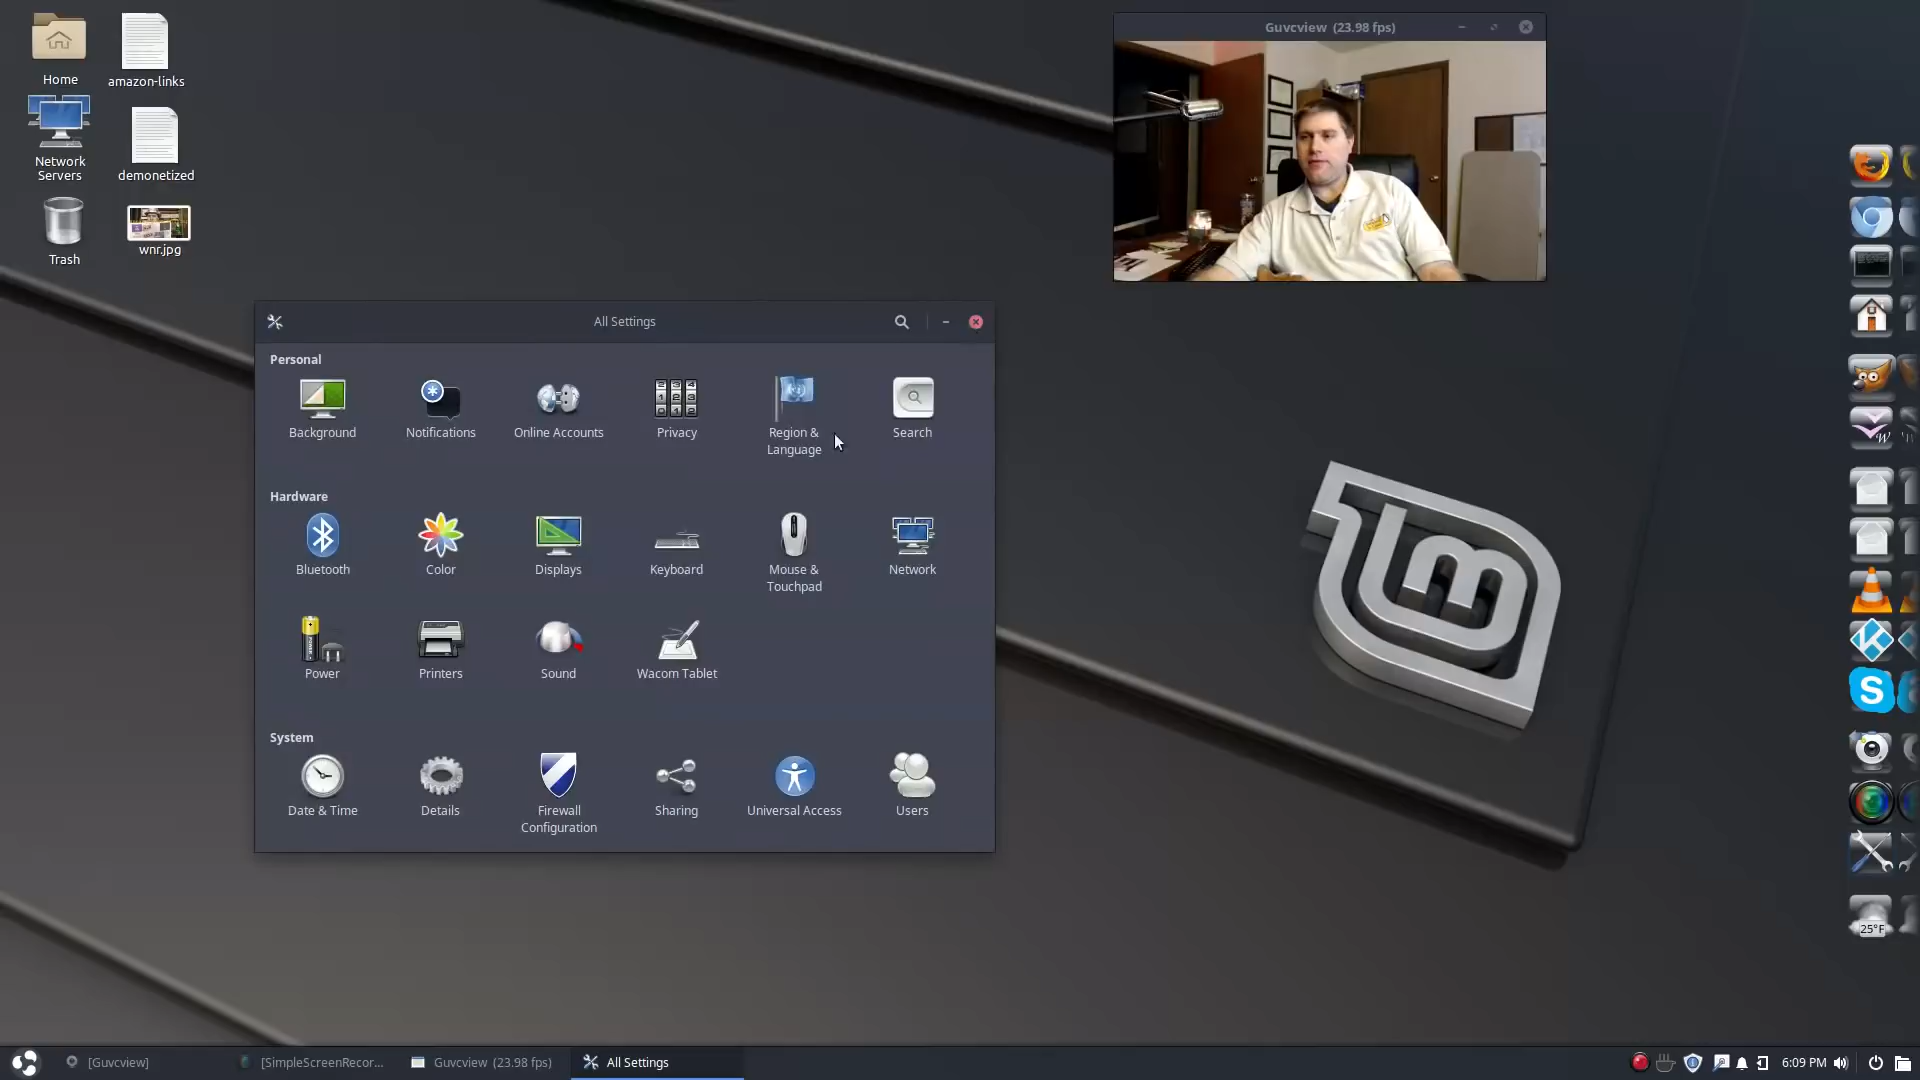 Home
amazon-links
Network
Servers
demonetized
Trash
wnr.jpg
Guvcview (23.98 fps)
All Settings
Personal
Background
Notifications
Online Accounts
Privacy
Region &
Language
Search
Hardware
Bluetooth
Color
Displays
Keyboard
Mouse &
Touchpad
Network
Power
Printers
Sound
Wacom Tablet
System
Date & Time
Details
Firewall
Configuration
Sharing
Universal Access
Users
25°F
[Guvcview]
[SimpleScreenRecor...
Guvcview (23.98 fps)
All Settings
6:09 PM